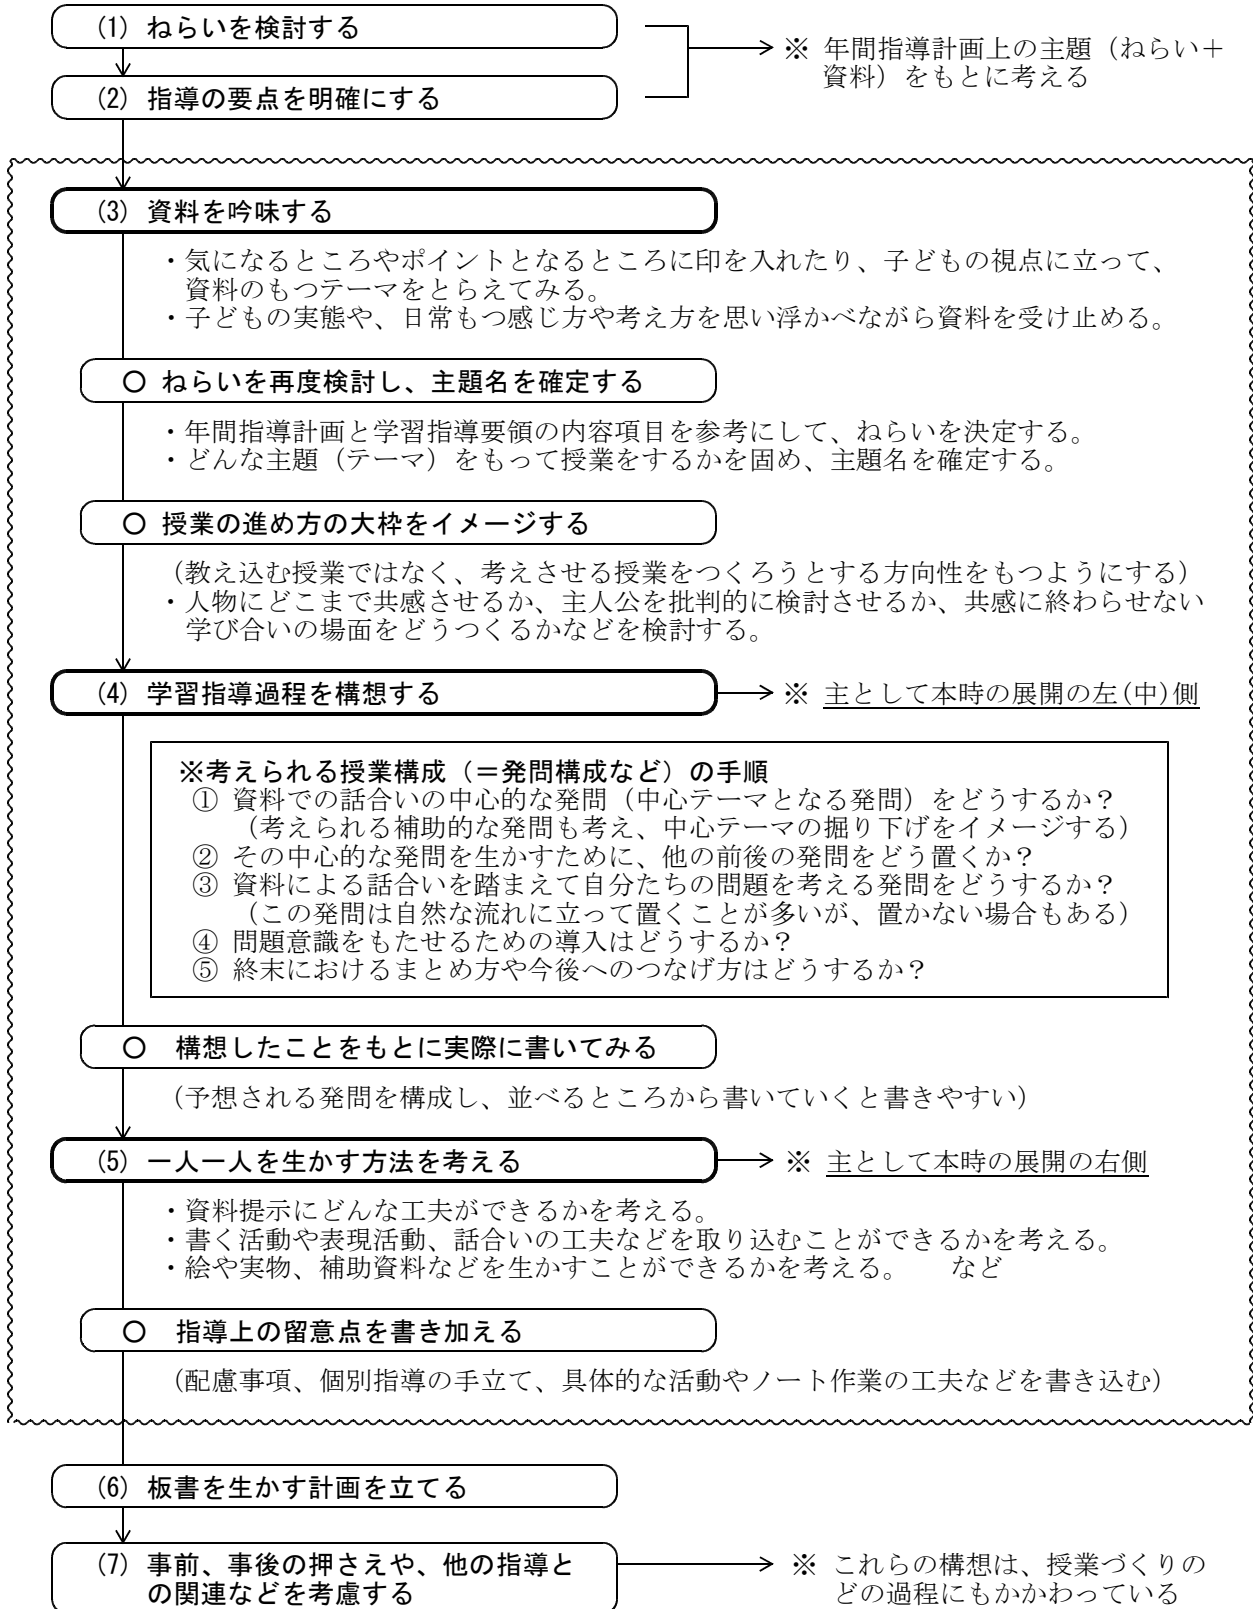 (1) ねらいを検討する
※ 年間指導計画上の主題（ねらい＋
資料）をもとに考える
(2) 指導の要点を明確にする
(3) 資料を吟味する
・気になるところやポイントとなるところに印を入れたり、子どもの視点に立って、
資料のもつテーマをとらえてみる。
・子どもの実態や、日常もつ感じ方や考え方を思い浮かべながら資料を受け止める。
○ ねらいを再度検討し、主題名を確定する
・年間指導計画と学習指導要領の内容項目を参考にして、ねらいを決定する。
・どんな主題（テーマ）をもって授業をするかを固め、主題名を確定する。
○ 授業の進め方の大枠をイメージする
（教え込む授業ではなく、考えさせる授業をつくろうとする方向性をもつようにする）
・人物にどこまで共感させるか、主人公を批判的に検討させるか、共感に終わらせない
学び合いの場面をどうつくるかなどを検討する。
(4) 学習指導過程を構想する
※ 主として本時の展開の左(中)側
※考えられる授業構成（＝発問構成など）の手順
① 資料での話合いの中心的な発問（中心テーマとなる発問）をどうするか？
（考えられる補助的な発問も考え、中心テーマの掘り下げをイメージする）
② その中心的な発問を生かすために、他の前後の発問をどう置くか？
③ 資料による話合いを踏まえて自分たちの問題を考える発問をどうするか？
（この発問は自然な流れに立って置くことが多いが、置かない場合もある）
④ 問題意識をもたせるための導入はどうするか？
⑤ 終末におけるまとめ方や今後へのつなげ方はどうするか？
○ 構想したことをもとに実際に書いてみる
（予想される発問を構成し、並べるところから書いていくと書きやすい）
(5) 一人一人を生かす方法を考える
※ 主として本時の展開の右側
・資料提示にどんな工夫ができるかを考える。
・書く活動や表現活動、話合いの工夫などを取り込むことができるかを考える。
・絵や実物、補助資料などを生かすことができるかを考える。　　など
○ 指導上の留意点を書き加える
（配慮事項、個別指導の手立て、具体的な活動やノート作業の工夫などを書き込む）
(6) 板書を生かす計画を立てる
(7) 事前、事後の押さえや、他の指導と
の関連などを考慮する
※ これらの構想は、授業づくりの
どの過程にもかかわっている